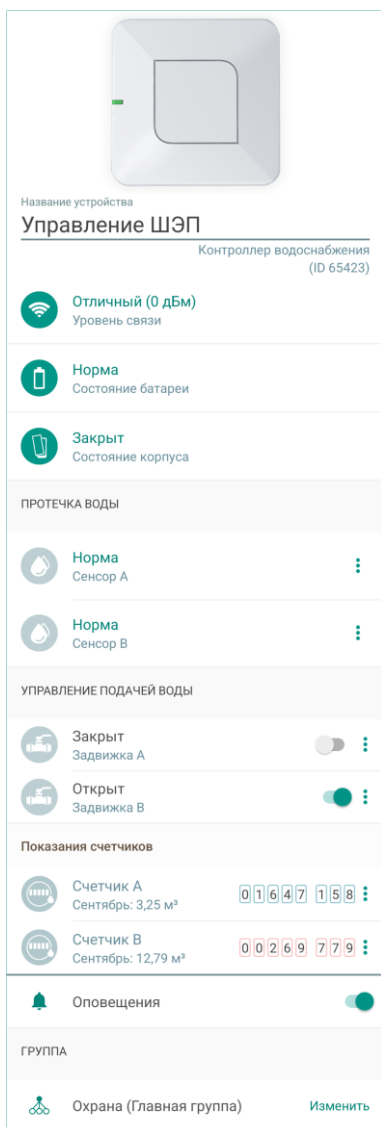 Название устройства
Управление ШЭП
Контроллер водоснабжения
(ID 65423)
Отличный (0 дБм)
Уровень связи
Норма
Состояние батареи
Закрыт
Состояние корпуса
ПРОТЕЧКА ВОДЫ
Норма
Сенсор А
Норма
Сенсор В
УПРАВЛЕНИЕ ПОДАЧЕЙ ВОДЫ
Закрыт
Задвижка А
Открыт
Задвижка В
Показания счетчиков
Счетчик А 01647 158
Сентябрь: 3,25 м³
Счетчик В 00269 779
Сентябрь: 12,79 м³
Оповещения
ГРУППА
Охрана (Главная группа) Изменить